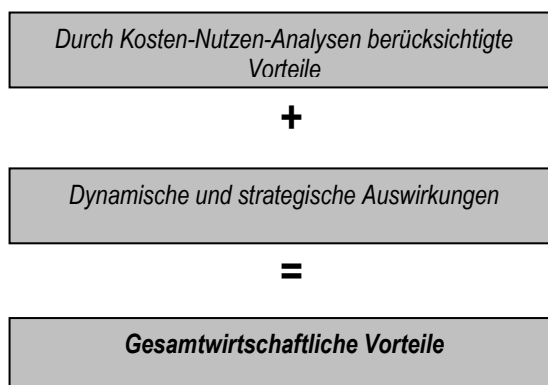 Durch Kosten-Nutzen-Analysen berücksichtigte
Vorteile
+
Dynamische und strategische Auswirkungen
=
Gesamtwirtschaftliche Vorteile